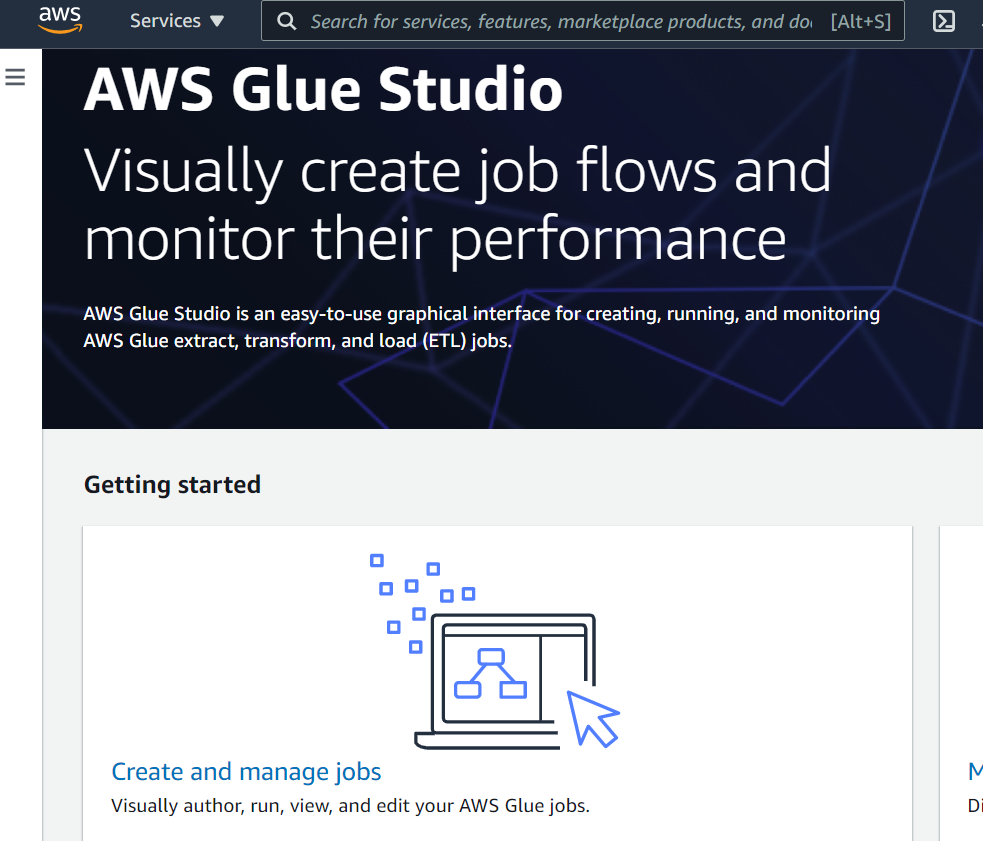 aws
Services
Search for services, features, marketplace products, and [Alt+S]
AWS Glue Studio
Visually create job flows and
monitor their performance
AWS Glue Studio is an easy-to-use graphical interface for creating, running, and monitoring
AWS Glue extract, transform, and load (ETL) jobs.
Getting started
Create and manage jobs
Visually author, run, view, and edit your AWS Glue jobs.